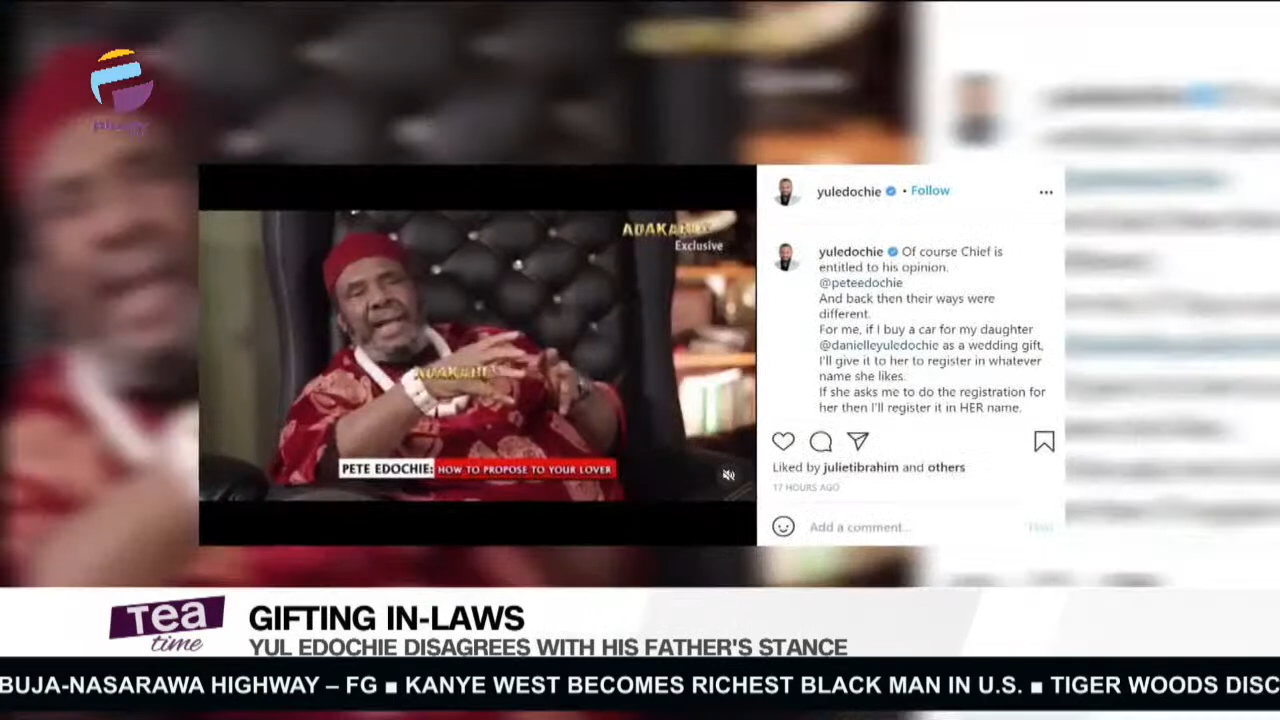 yuledochie • Follow
ADAKA
Exclusive
yuledochie Of course Chief is
entitled to his opinion.
@peteedochie
And back then their ways were
different.
For me, if I buy a car for my daughter
@danielleyuledochie as a wedding gift,
I'll give it to her to register in whatever
name she likes.
If she asks me to do the registration for
her then I'll register it in HER name.
PETE EDOCHIE: HOW TO PROPOSE TO YOUR LOVER
Liked by julietibrahim and others
17 HOURS AGO
Add a comment...
Post
Tea
time
GIFTING IN-LAWS
YUL EDOCHIE DISAGREES WITH HIS FATHER'S STANCE
BUJA-NASARAWA HIGHWAY – FG ■ KANYE WEST BECOMES RICHEST BLACK MAN IN U.S. ■ TIGER WOODS DISC